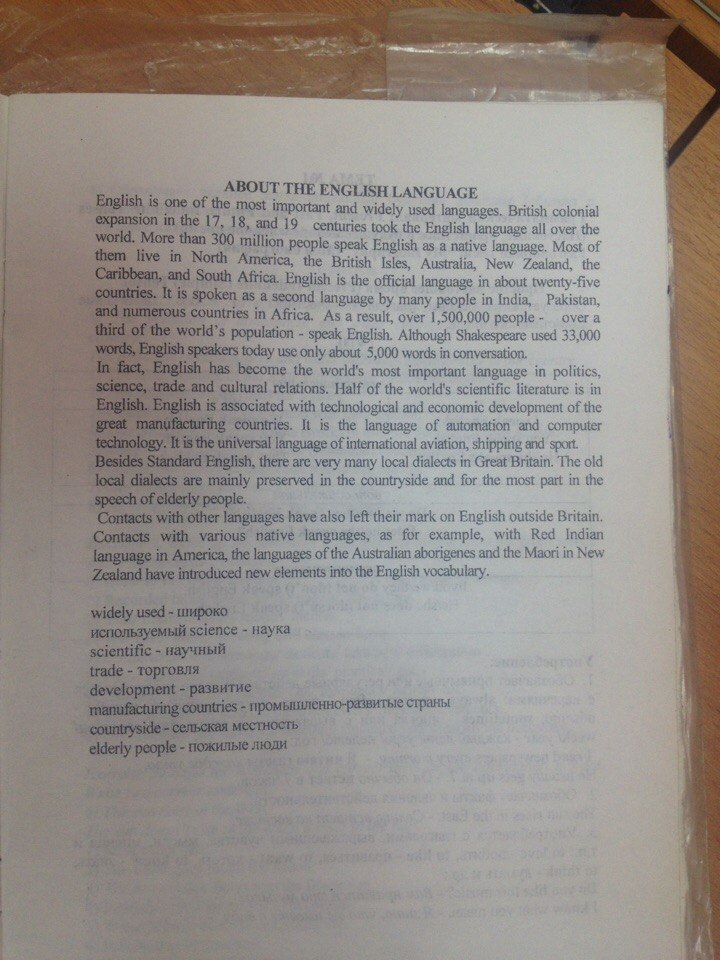 ABOUT THE ENGLISH LANGUAGE
English is one of the most important and widely used languages. British colonial
expansion in the 17, 18, and 19 centuries took the English language all over the
world. More than 300 million people speak English as a native language. Most of
them live in North America, the British Isles, Australia, New Zealand, the
Caribbean, and South Africa. English is the official language in about twenty-five
countries. It is spoken as a second language by many people in India, Pakistan,
and numerous countries in Africa. As a result, over 1,500,000 people - over a
third of the world's population - speak English. Although Shakespeare used 33,000
words, English speakers today use only about 5,000 words in conversation.
In fact, English has become the world's most important language in politics,
science, trade and cultural relations. Half of the world's scientific literature is in
English. English is associated with technological and economic development of the
great manufacturing countries. It is the language of automation and computer
technology. It is the universal language of international aviation, shipping and sport.
Besides Standard English, there are very many local dialects in Great Britain. The old
local dialects are mainly preserved in the countryside and for the most part in the
speech of elderly people.
Contacts with other languages have also left their mark on English outside Britain.
Contacts with various native languages, as for example, with Red Indian
language in America, the languages of the Australian aborigenes and the Maori in New
Zealand have introduced new elements into the English vocabulary.
widely used - широко
используемый science - наука
scientific - научный
trade - торговля
development - развитие
manufacturing countries - промышленно-развитые страны
countryside - сельская местность
elderly people - пожилые люди